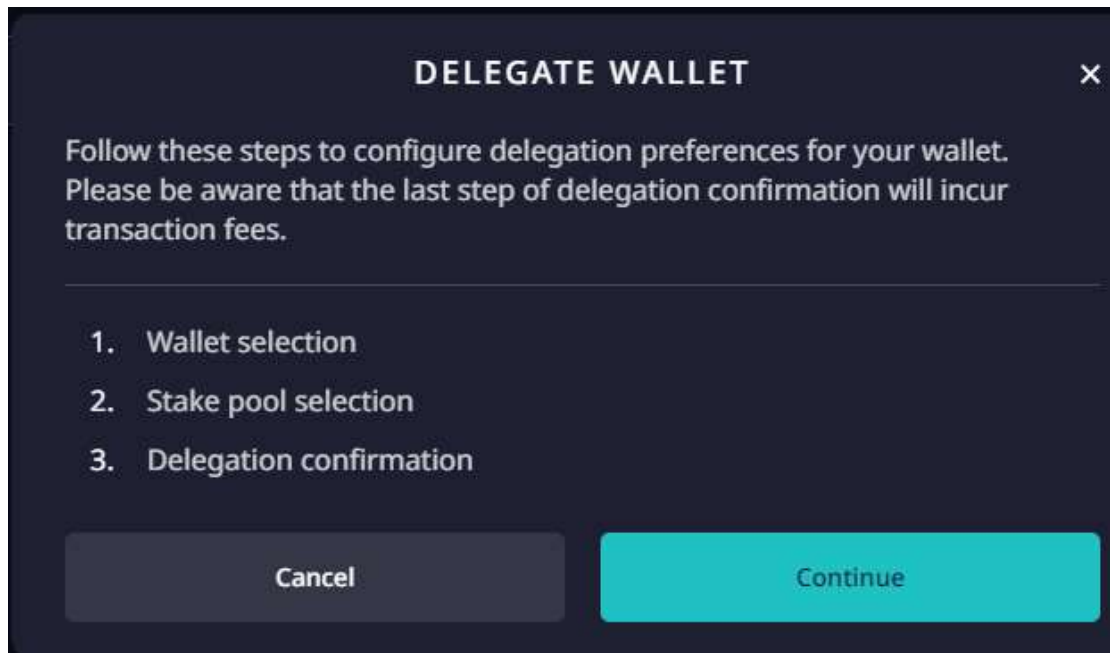 DELEGATE WALLET ×
Follow these steps to configure delegation preferences for your wallet.
Please be aware that the last step of delegation confirmation will incur
transaction fees.
1. Wallet selection
2. Stake pool selection
3. Delegation confirmation
Cancel Continue